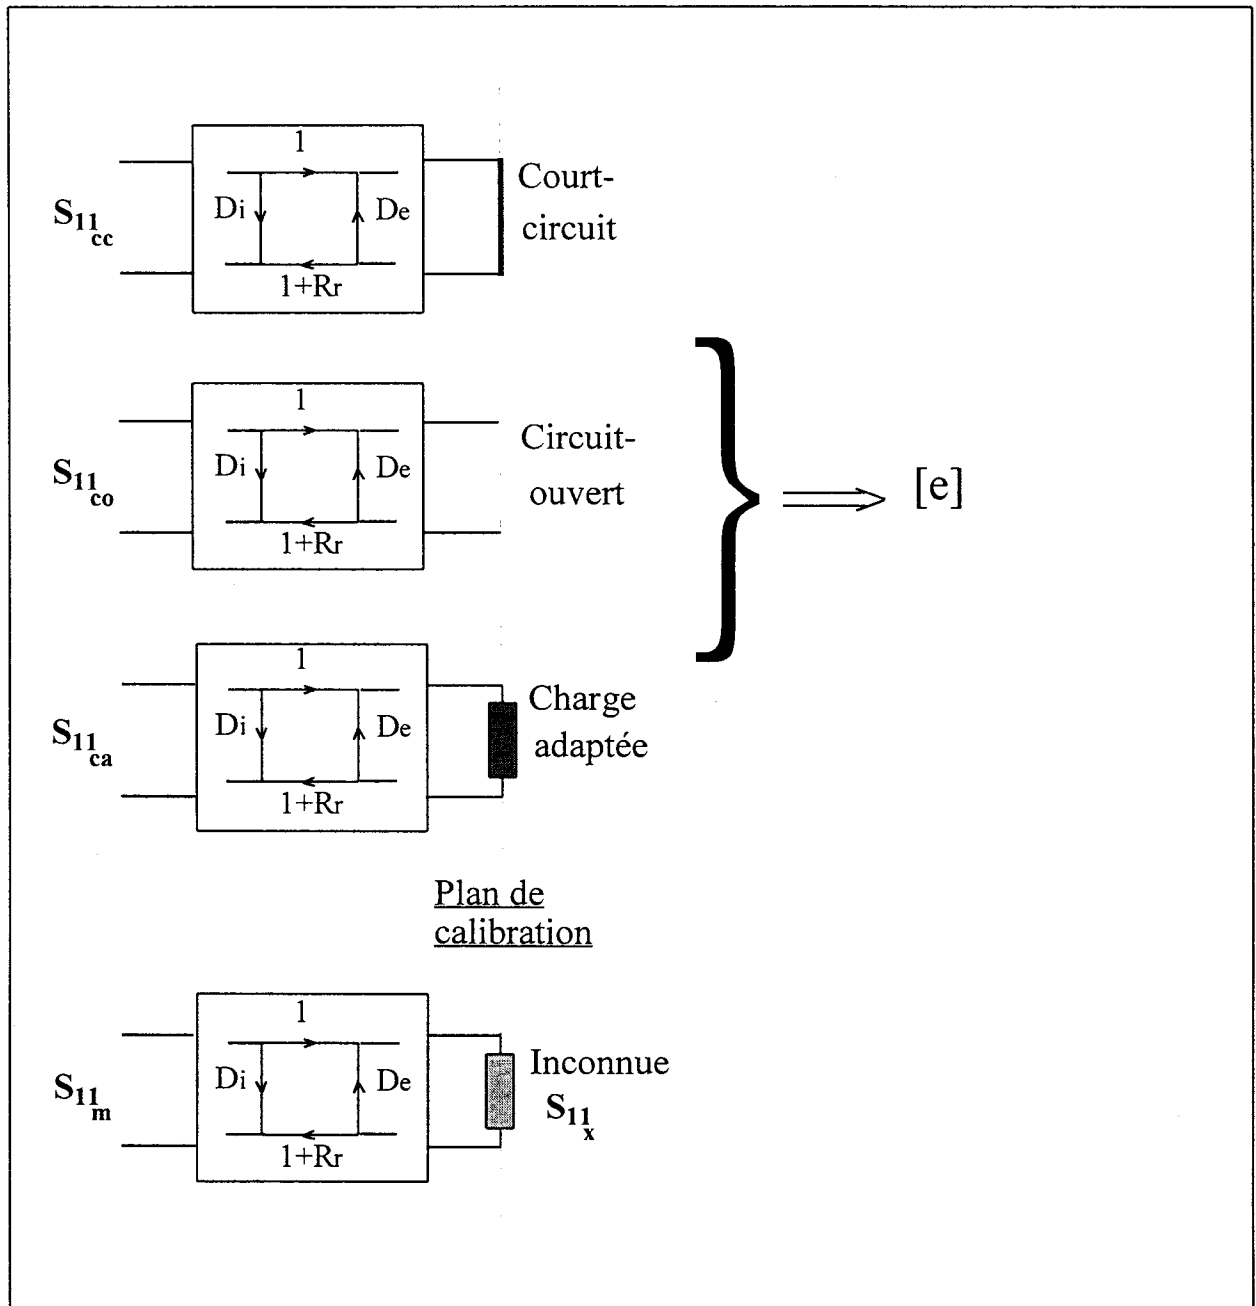 1
Di
De
1+Rr
S11cc
Court-
circuit
1
Di
De
1+Rr
S11co
Circuit-
ouvert
[e]
1
Di
De
1+Rr
S11ca
Charge
adaptée
Plan de
calibration
1
Di
De
1+Rr
S11m
Inconnue
S11x